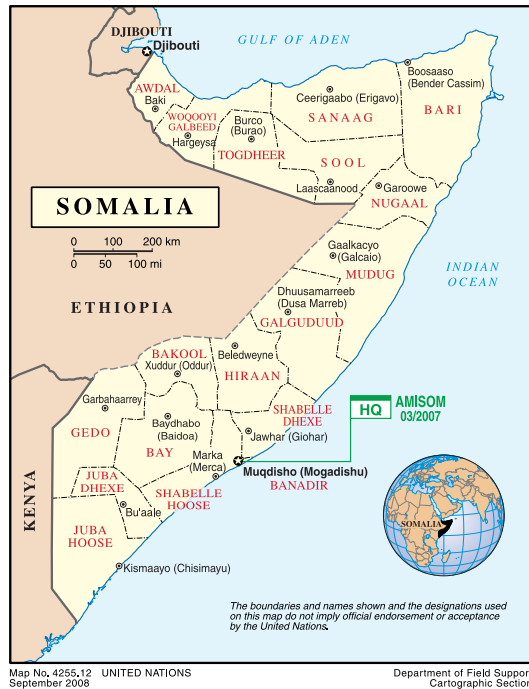 DJIBOUTI
Djibouti
GULF OF ADEN
Boosaaso
(Bender Cassim)
AWDAL
Baki
Ceerigaabo (Erigavo)
BARI
WOQOOYI
GALBEED
Hargeysa
Burco
(Burao)
SANAAG
TOGDHEER
SOOL
Laascaanood
Garoowe
NUGAAL
SOMALIA
0 100 200 km
0 50 100 mi
Gaalkacyo
(Galcaio)
MUDUG
INDIAN
OCEAN
ETHIOPIA
Dhuusamarreeb
(Dusa Marreb)
GALGUDUUD
BAKOOL
Xuddur (Oddur)
Beledweyne
HIRAAN
Garbahaarrey
SHABELLE
DHEXE
HQ
AMISOM
03/2007
GEDO
Baydhabo
(Baidoa)
BAY
Jawhar (Giohar)
Marka
(Merca)
Muqdisho (Mogadishu)
BANADIR
JUBA
DHEXE
SHABELLE
HOOSE
KENYA
Bu'aale
JUBA
HOOSE
Kismaayo (Chisimayu)
SOMALIA
The boundaries and names shown and the designations used
on this map do not imply official endorsement or acceptance
by the United Nations.
Map No. 4255.12 UNITED NATIONS
September 2008
Department of Field Support
Cartographic Section